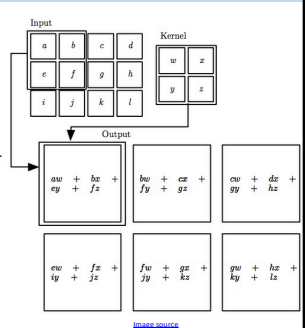 Input
Kernel
a b c d
w x
e f g h
y z
i j k l
Output
aw + bx +
ey + fz
bw + cx +
fy + gz
cw + dx +
gy + hz
ew + fx +
iy + jz
fw + gx +
jy + kz
gw + hx +
ky + lz
Image source